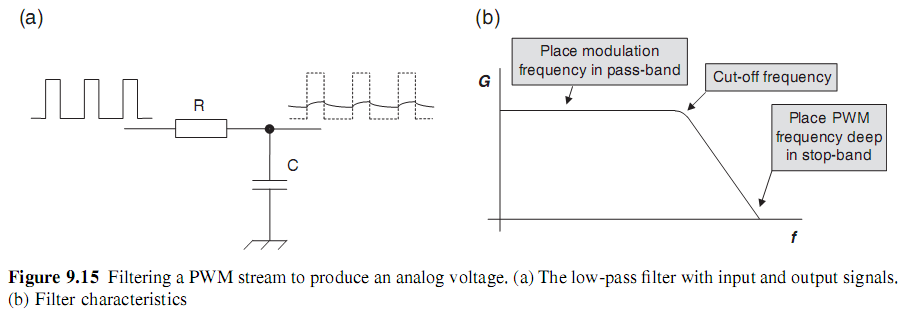 (a)
(b)
R
C
G
Place modulation
frequency in pass-band
Cut-off frequency
Place PWM
frequency deep
in stop-band
f
Figure 9.15 Filtering a PWM stream to produce an analog voltage. (a) The low-pass filter with input and output signals.
(b) Filter characteristics